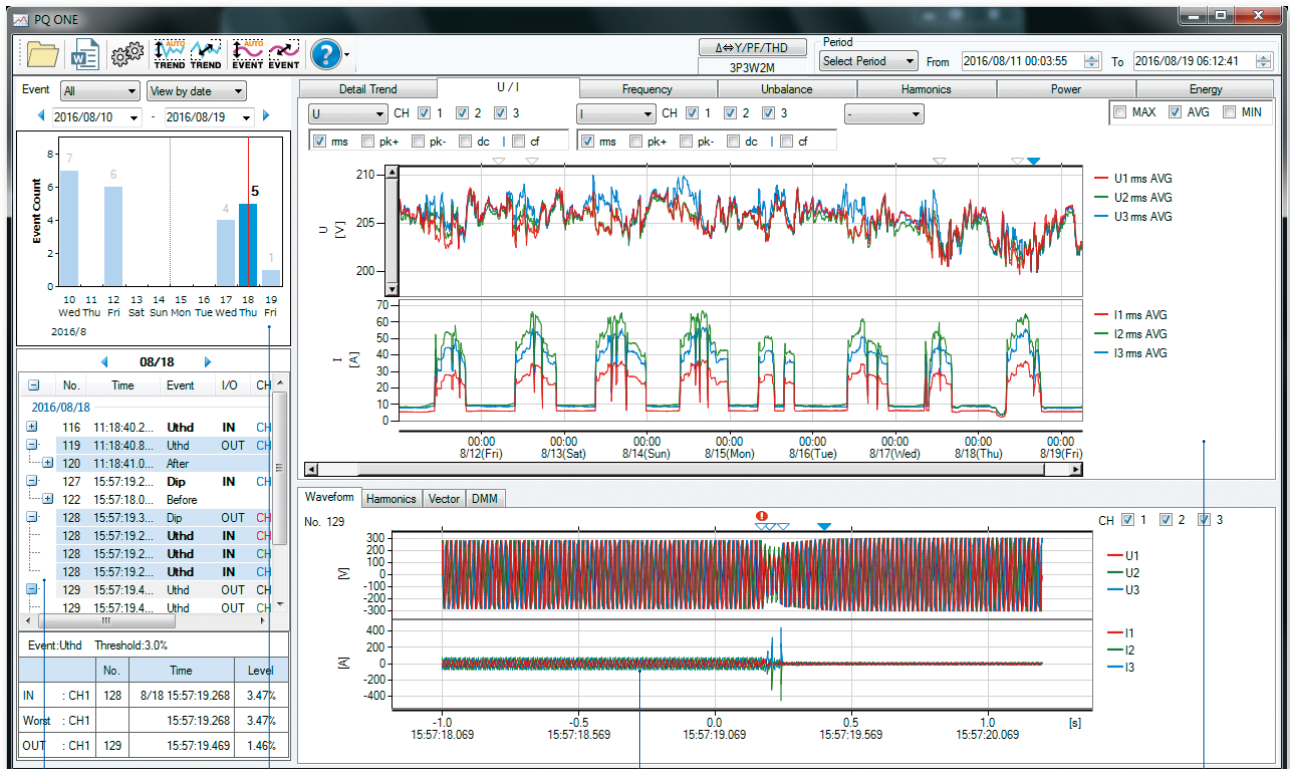 PQ ONE
AUTO AUTO
TREND TREND EVENT EVENT
Δ⇔Y/PF/THD
3P3W2M
Period
Select Period From 2016/08/11 00:03:55 To 2016/08/19 06:12:41
Event All View by date
2016/08/10 - 2016/08/19
Detail Trend U / I Frequency Unbalance Harmonics Power Energy
U CH 1 2 3 I CH 1 2 3 - MAX AVG MIN
rms pk+ pk- dc | cf rms pk+ pk- dc | cf
Event Count
8
6
4
2
0
7 6 4 5 1
10 11 12 13 14 15 16 17 18 19
Wed Thu Fri Sat Sun Mon Tue Wed Thu Fri
2016/8
U
[V]
210
205
200
U1 rms AVG
U2 rms AVG
U3 rms AVG
I
[A]
70
60
50
40
30
20
10
0
I1 rms AVG
I2 rms AVG
I3 rms AVG
00:00 00:00 00:00 00:00 00:00 00:00 00:00 00:00
8/12(Fri) 8/13(Sat) 8/14(Sun) 8/15(Mon) 8/16(Tue) 8/17(Wed) 8/18(Thu) 8/19(Fri)
08/18
No. Time Event I/O CH
2016/08/18
116 11:18:40.2... Uthd IN CH
119 11:18:40.8... Uthd OUT CH
120 11:18:41.0... After
127 15:57:19.2... Dip IN CH
122 15:57:18.0... Before
128 15:57:19.3... Dip OUT CH
128 15:57:19.2... Uthd IN CH
128 15:57:19.2... Uthd IN CH
128 15:57:19.2... Uthd IN CH
129 15:57:19.4... Uthd OUT CH
129 15:57:19.4... Uthd OUT CH
Event:Uthd Threshold:3.0%
No. Time Level
IN : CH1 128 8/18 15:57:19.268 3.47%
Worst : CH1 15:57:19.268 3.47%
OUT : CH1 129 15:57:19.469 1.46%
Waveform Harmonics Vector DMM
No. 129
CH 1 2 3
[V]
300
200
100
0
-100
-200
-300
U1
U2
U3
[A]
400
200
0
-200
-400
I1
I2
I3
-1.0 -0.5 0.0 0.5 1.0 [s]
15:57:18.069 15:57:18.569 15:57:19.069 15:57:19.569 15:57:20.069